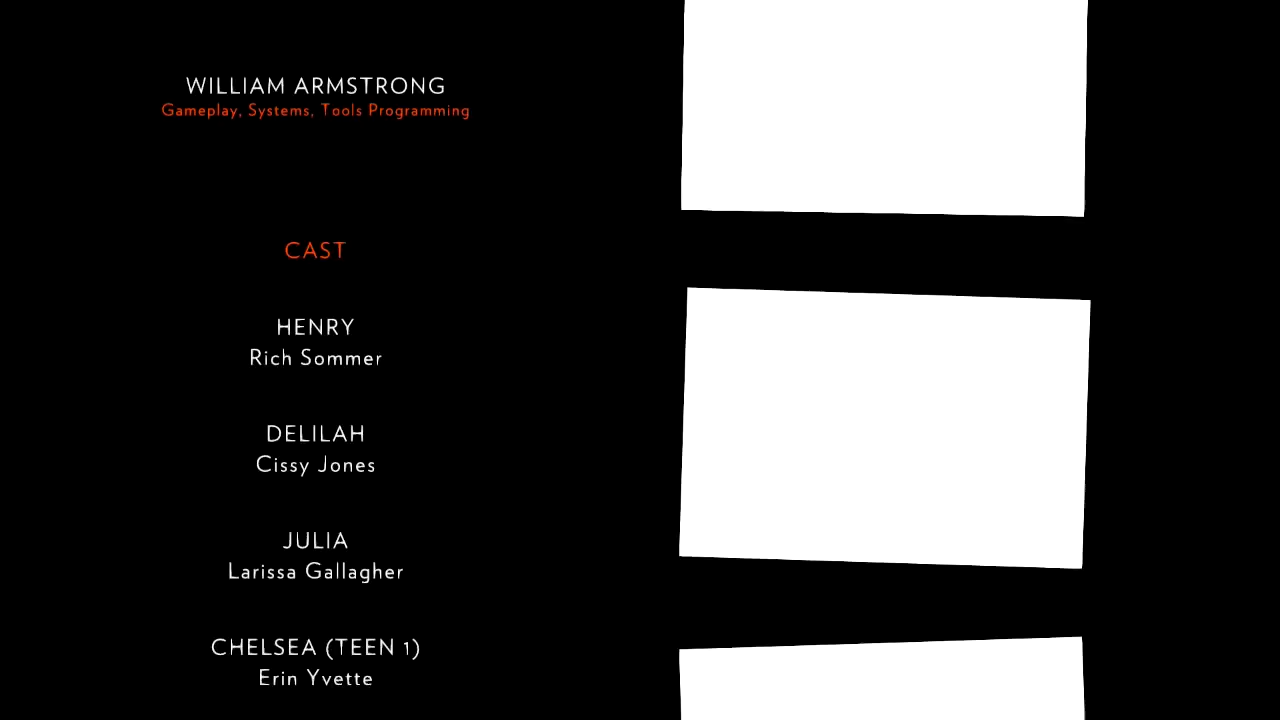 WILLIAM ARMSTRONG
Gameplay, Systems, Tools Programming
CAST
HENRY
Rich Sommer
DELILAH
Cissy Jones
JULIA
Larissa Gallagher
CHELSEA (TEEN 1)
Erin Yvette